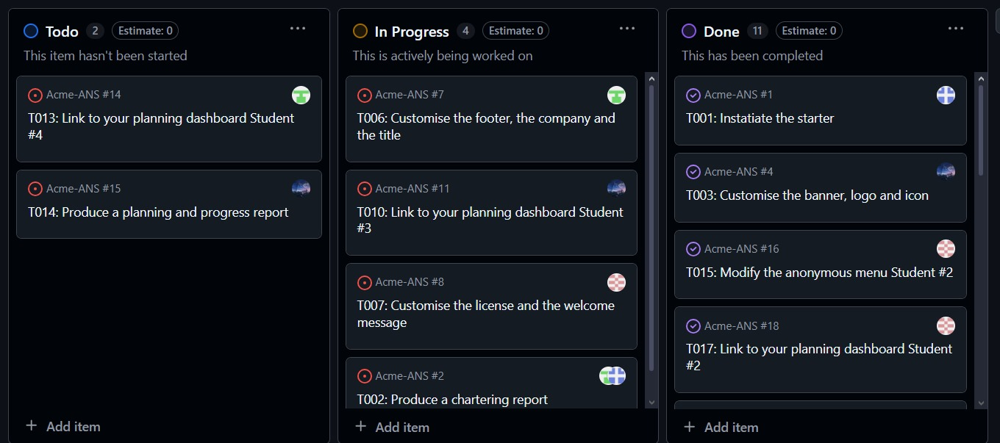 Todo 2 Estimate: 0 ...
This item hasn't been started
Acme-ANS #14
T013: Link to your planning dashboard Student
#4
Acme-ANS #15
T014: Produce a planning and progress report
+ Add item
In Progress 4 Estimate: 0 ...
This is actively being worked on
Acme-ANS #7
T006: Customise the footer, the company and
the title
Acme-ANS #11
T010: Link to your planning dashboard Student
#3
Acme-ANS #8
T007: Customise the license and the welcome
message
Acme-ANS #2
T002: Produce a chartering report
+ Add item
Done 11 Estimate: 0 ...
This has been completed
Acme-ANS #1
T001: Instatiate the starter
Acme-ANS #4
T003: Customise the banner, logo and icon
Acme-ANS #16
T015: Modify the anonymous menu Student #2
Acme-ANS #18
T017: Link to your planning dashboard Student
#2
+ Add item